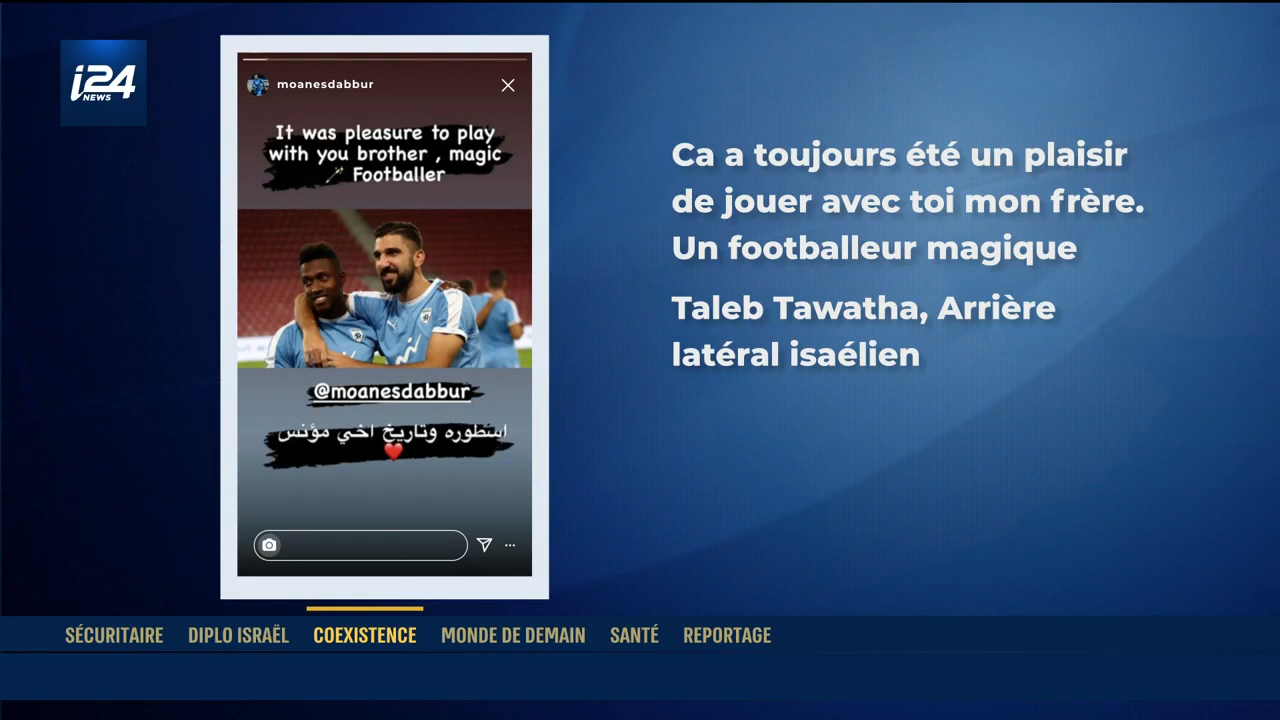 i24
NEWS
moanesdabbur
It was pleasure to play
with you brother , magic
🪄 Footballer
@moanesdabbur
اسطوره وتاريخ اخي مؤنس
❤️
Ca a toujours été un plaisir
de jouer avec toi mon frère.
Un footballeur magique
Taleb Tawatha, Arrière
latéral isaélien
SÉCURITAIRE DIPLO ISRAËL COEXISTENCE MONDE DE DEMAIN SANTÉ REPORTAGE